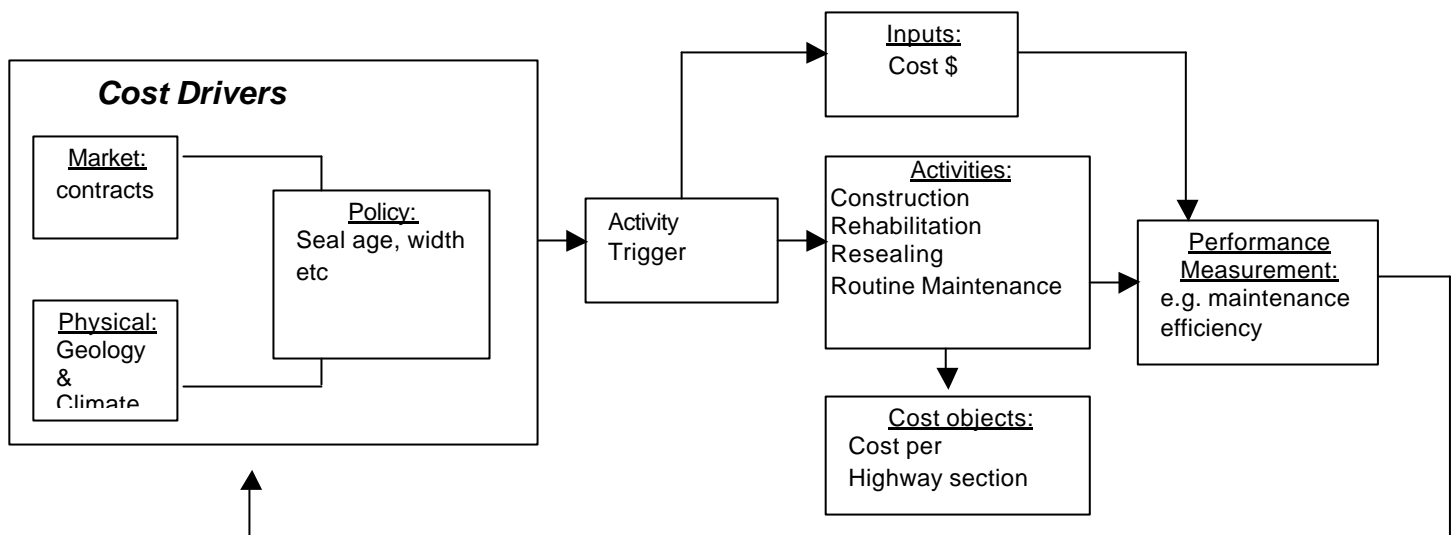 Cost Drivers
Market:
contracts
Policy:
Seal age, width
etc
Physical:
Geology
&
Climate
Activity
Trigger
Inputs:
Cost $
Activities:
Construction
Rehabilitation
Resealing
Routine Maintenance
Cost objects:
Cost per
Highway section
Performance
Measurement:
e.g. maintenance
efficiency